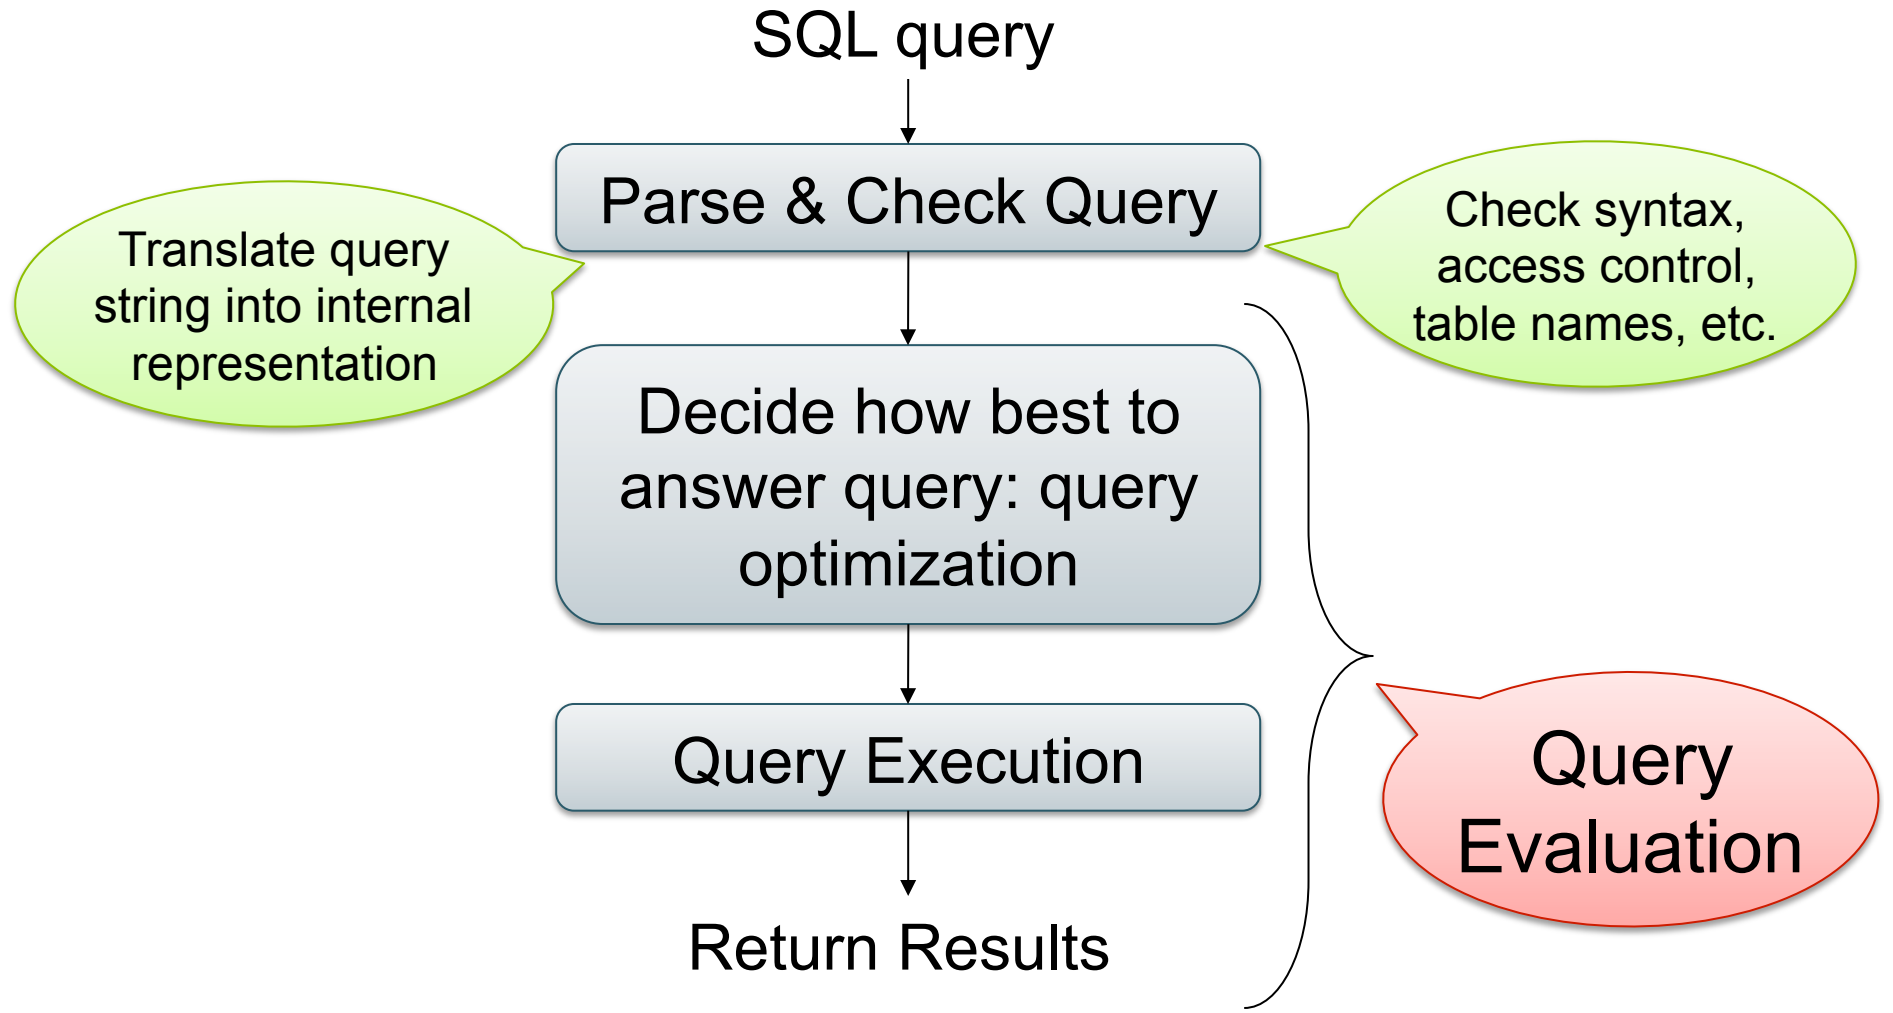 SQL query
Parse & Check Query
Translate query
string into internal
representation
Check syntax,
access control,
table names, etc.
Decide how best to
answer query: query
optimization
Query Execution
Query
Evaluation
Return Results